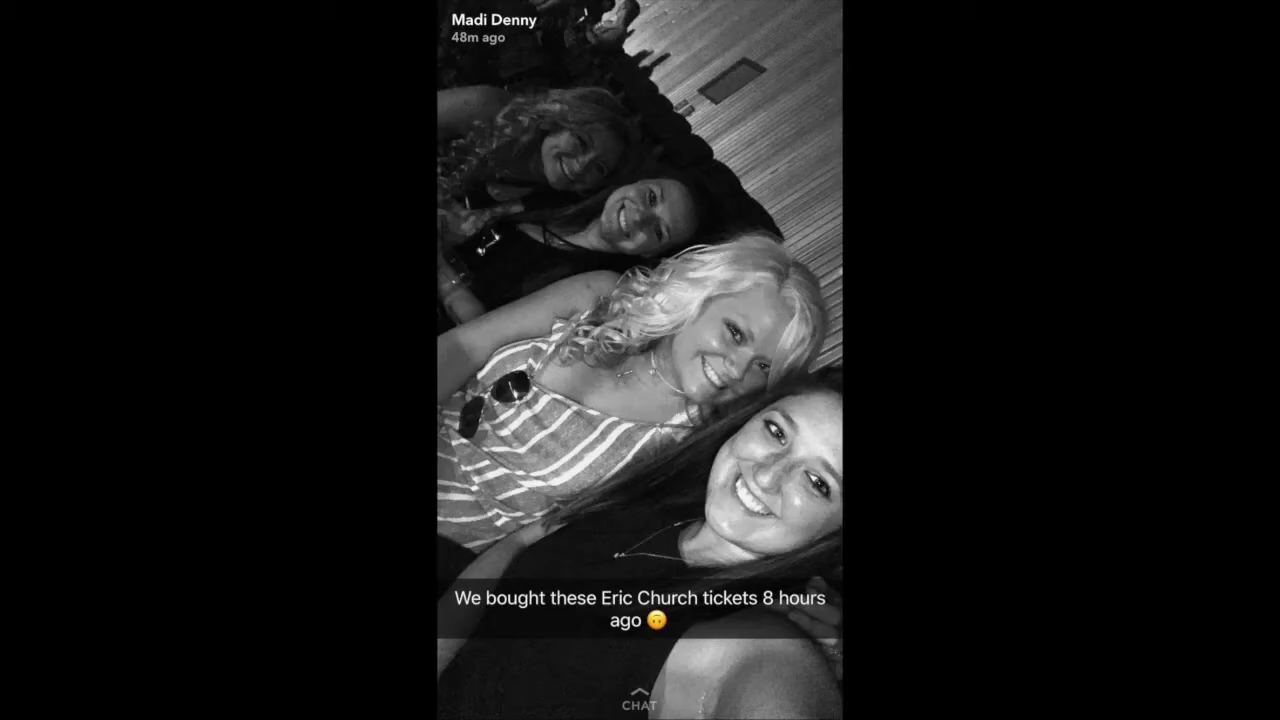 Madi Denny
48m ago
We bought these Eric Church tickets 8 hours
ago 🙃
CHAT